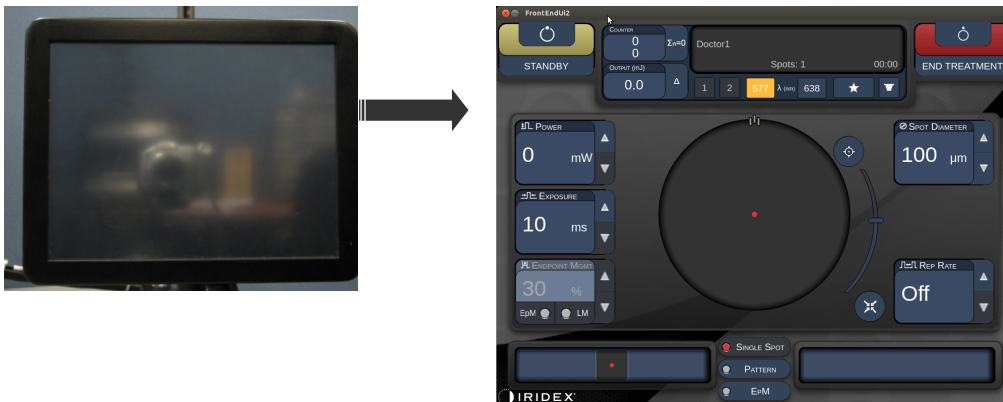 FrontEndUi2
STANDBY
COUNTER
0
0
Σn=0
OUTPUT (mJ)
0.0
Δ
Doctor1
Spots: 1
00:00
1
2
577
λ (nm)
638
END TREATMENT
POWER
0
mW
EXPOSURE
10
ms
ENDPOINT MGMT
30
%
EpM
LM
SPOT DIAMETER
100
µm
REP RATE
Off
SINGLE SPOT
PATTERN
EPM
IRIDEX